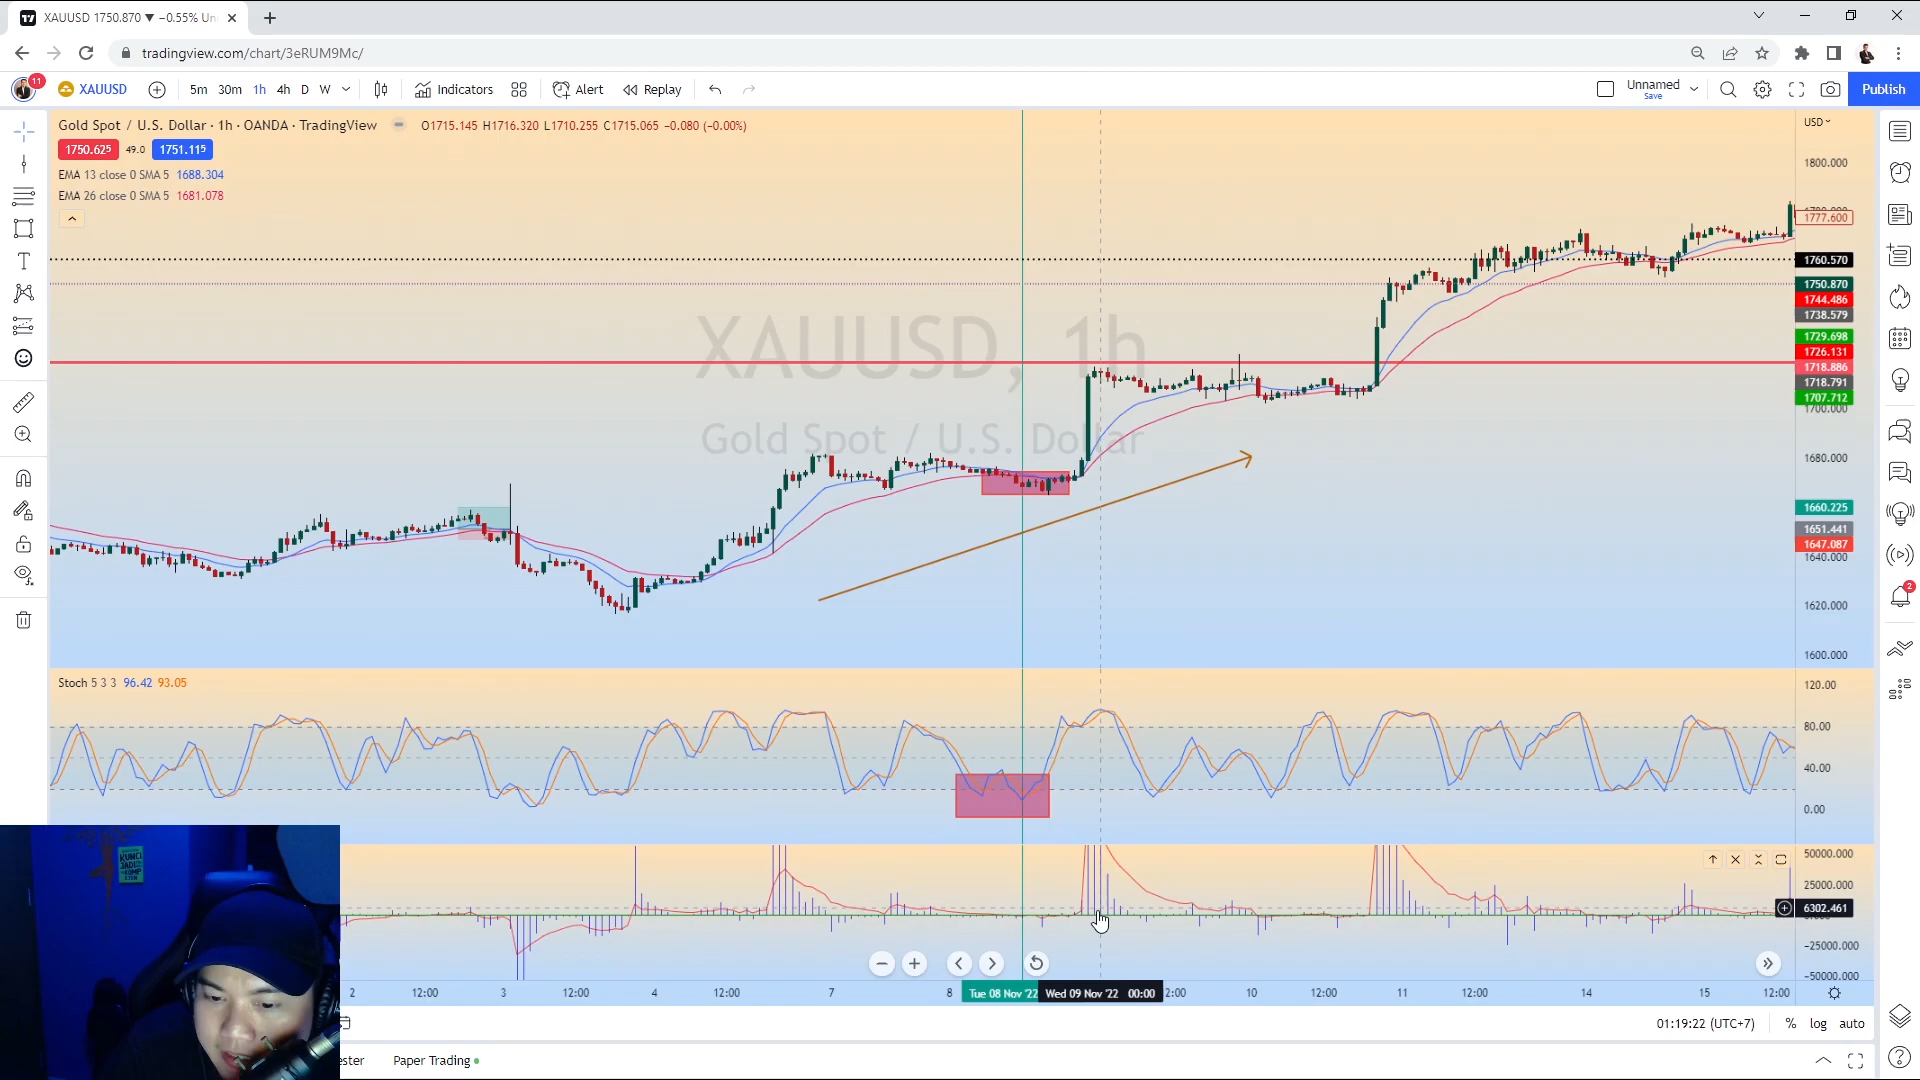 XAUUSD 1750.870 ▼ −0.55% Un
tradingview.com/chart/3eRUM9Mc/
11
XAUUSD
5m 30m 1h 4h D W
Indicators
Alert
Replay
Unnamed
Save
Publish
Gold Spot / U.S. Dollar · 1h · OANDA · TradingView
O1715.145 H1716.320 L1710.255 C1715.065 −0.080 (−0.00%)
USD
1750.625 49.0 1751.115
EMA 13 close 0 SMA 5 1688.304
EMA 26 close 0 SMA 5 1681.078
XAUUSD, 1h
Gold Spot / U.S. Dollar
1800.000
1777.600
1760.570
1750.870
1744.486
1738.579
1729.698
1726.131
1718.886
1718.791
1707.712
1700.000
1680.000
1660.225
1651.441
1647.087
1640.000
1620.000
1600.000
Stoch 5 3 3 96.42 93.05
120.00
80.00
40.00
0.00
50000.000
25000.000
6302.461
−25000.000
−50000.000
2 12:00 3 12:00 4 12:00 7 8 Tue 08 Nov '22 Wed 09 Nov '22 00:00 2:00 10 12:00 11 12:00 14 15 12:00
01:19:22 (UTC+7) % log auto
ester Paper Trading
2
KUNCI
JADI
KOMP